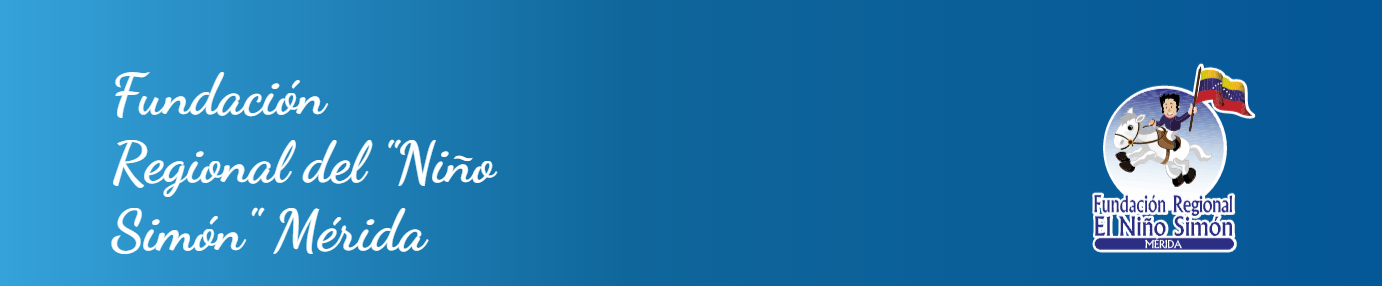 Fundación
Regional del "Niño
Simón" Mérida
Fundación Regional
El Niño Simón
MÉRIDA